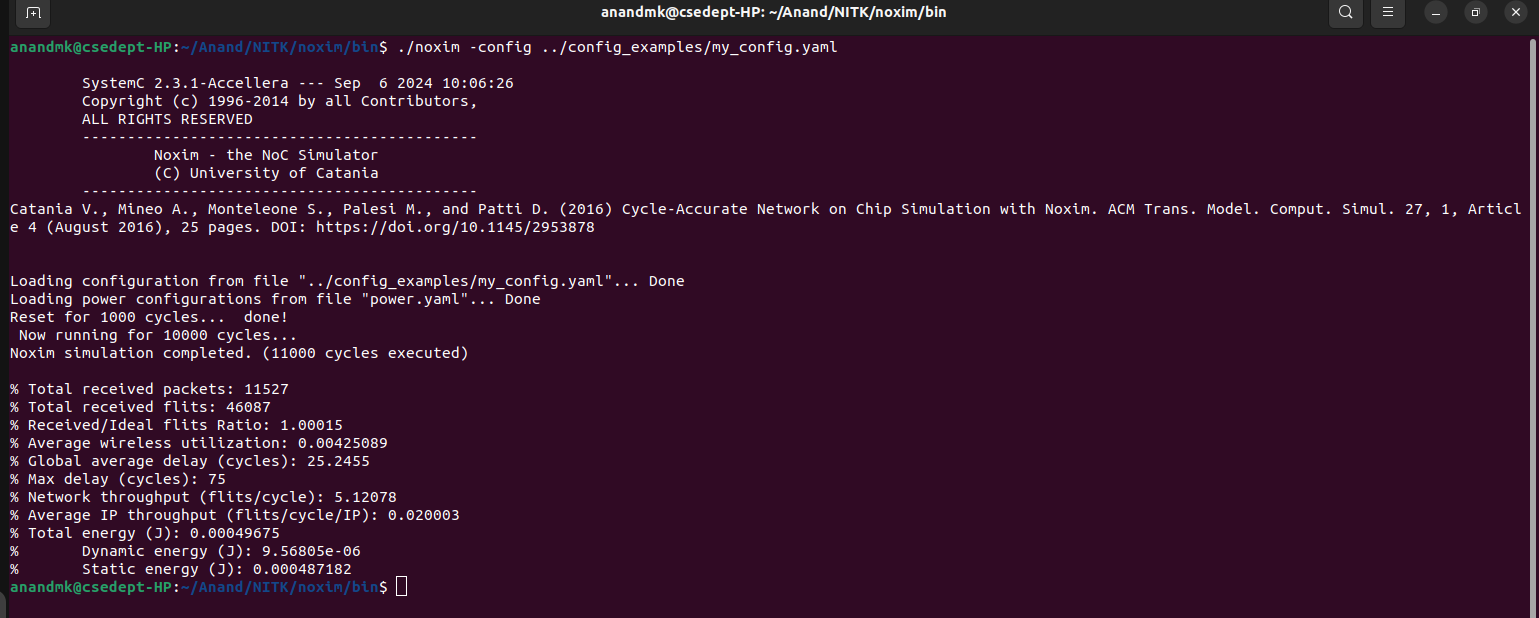 anandmk@csedept-HP: ~/Anand/NITK/noxim/bin
anandmk@csedept-HP:~/Anand/NITK/noxim/bin$ ./noxim -config ../config_examples/my_config.yaml
SystemC 2.3.1-Accellera --- Sep  6 2024 10:06:26
Copyright (c) 1996-2014 by all Contributors,
ALL RIGHTS RESERVED
--------------------------------------------
Noxim - the NoC Simulator
(C) University of Catania
--------------------------------------------
Catania V., Mineo A., Monteleone S., Palesi M., and Patti D. (2016) Cycle-Accurate Network on Chip Simulation with Noxim. ACM Trans. Model. Comput. Simul. 27, 1, Articl
e 4 (August 2016), 25 pages. DOI: https://doi.org/10.1145/2953878
Loading configuration from file "../config_examples/my_config.yaml"... Done
Loading power configurations from file "power.yaml"... Done
Reset for 1000 cycles...  done!
Now running for 10000 cycles...
Noxim simulation completed. (11000 cycles executed)
% Total received packets: 11527
% Total received flits: 46087
% Received/Ideal flits Ratio: 1.00015
% Average wireless utilization: 0.00425089
% Global average delay (cycles): 25.2455
% Max delay (cycles): 75
% Network throughput (flits/cycle): 5.12078
% Average IP throughput (flits/cycle/IP): 0.020003
% Total energy (J): 0.00049675
%       Dynamic energy (J): 9.56805e-06
%       Static energy (J): 0.000487182
anandmk@csedept-HP:~/Anand/NITK/noxim/bin$